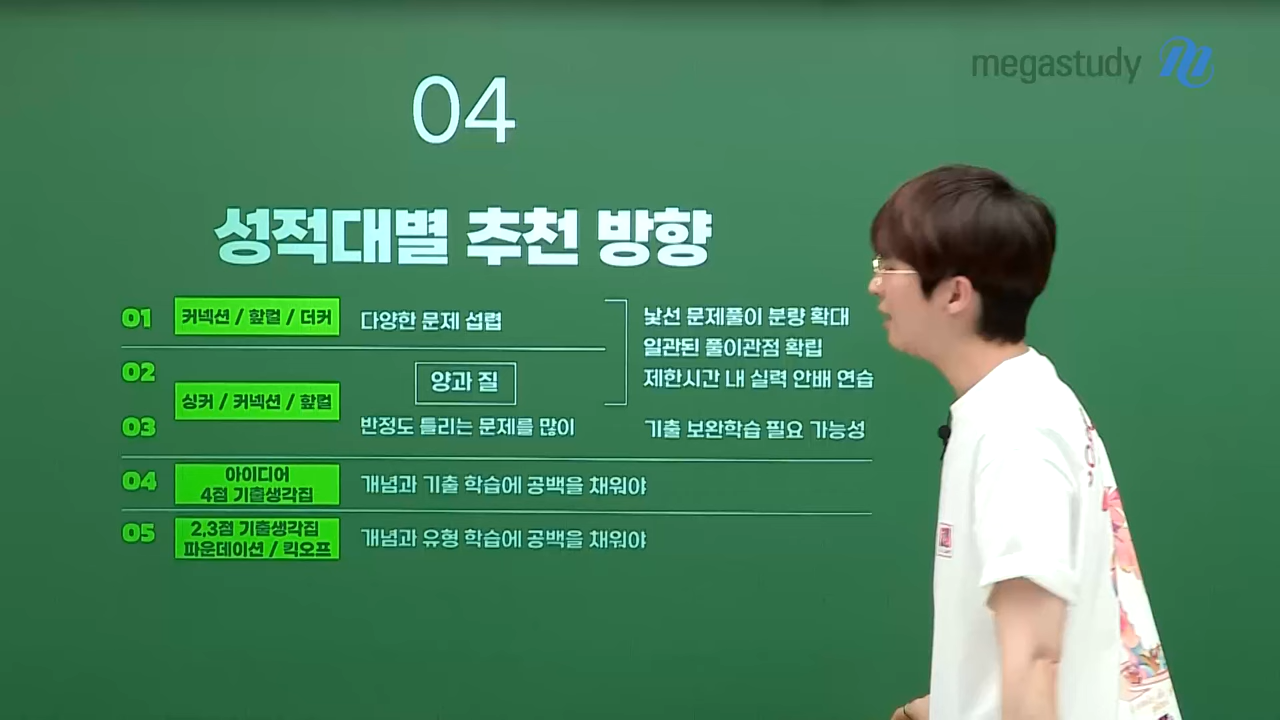 megastudy
04
성적대별 추천 방향
01 커넥션 / 핥컬 / 더커 다양한 문제 섭렵
낯선 문제풀이 분량 확대
일관된 풀이관점 확립
제한시간 내 실력 안배 연습
02
양과 질
싱커 / 커넥션 / 핥컬
03 반정도 틀리는 문제를 많이 기출 보완학습 필요 가능성
04 아이디어
4점 기출생각집
개념과 기출 학습에 공백을 채워야
05 2,3점 기출생각집
파운데이션 / 킥오프
개념과 유형 학습에 공백을 채워야